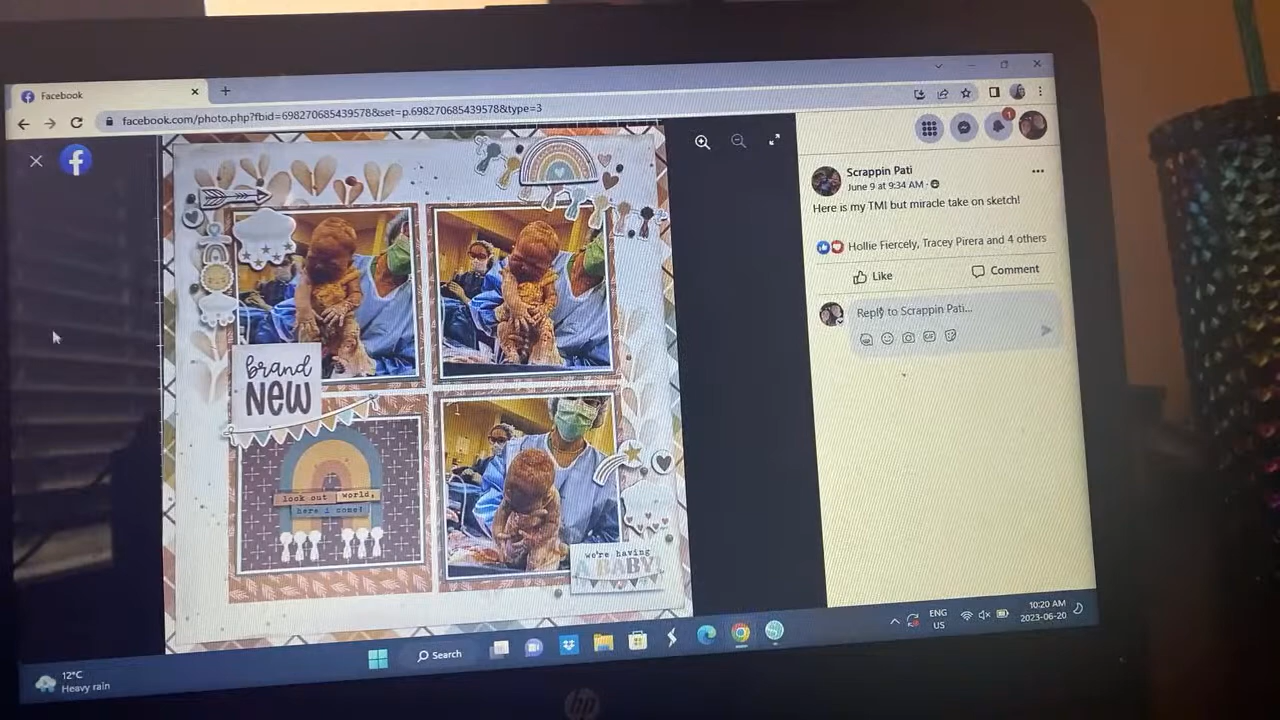 Facebook
facebook.com/photo.php?fbid=698270685439578&set=p.698270685439578&type=3
1
Scrappin Pati
June 9 at 9:34 AM ·
Here is my TMI but miracle take on sketch!
Hollie Fiercely, Tracey Pirera and 4 others
Like
Comment
Reply to Scrappin Pati...
GIF
brand
NEW
look out world,
here i come!
we're having
A BABY!
Search
12°C
Heavy rain
ENG
US
10:20 AM
2023-06-20
hp